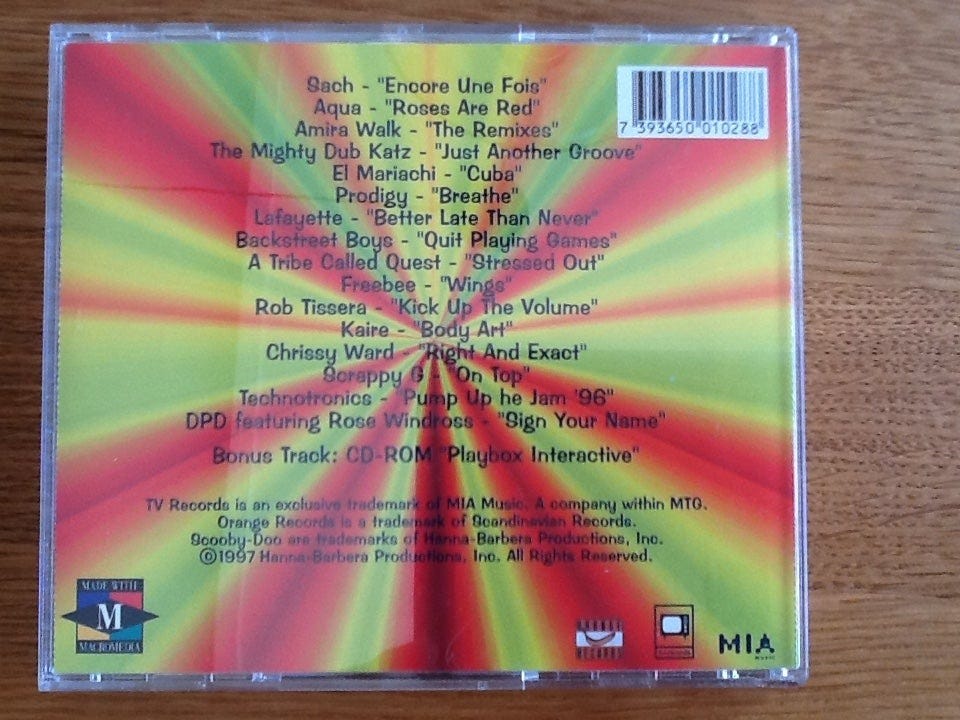 Sach - "Encore Une Fois"
Aqua - "Roses Are Red"
Amira Walk - "The Remixes"
The Mighty Dub Katz - "Just Another Groove"
El Mariachi - "Cuba"
Prodigy - "Breathe"
Lafayette - "Better Late Than Never"
Backstreet Boys - "Quit Playing Games"
A Tribe Called Quest - "Stressed Out"
Freebee - "Wings"
Rob Tissera - "Kick Up The Volume"
Kaire - "Body Art"
Chrissy Ward - "Right And Exact"
Scrappy G - "On Top"
Technotronics - "Pump Up he Jam '96"
DPD featuring Rose Windross - "Sign Your Name"
Bonus Track: CD-ROM "Playbox Interactive"
TV Records is an exclusive trademark of MIA Music. A company within MTG.
Orange Records is a trademark of Scandinavian Records.
Scooby-Doo are trademarks of Hanna-Barbera Productions, Inc.
©1997 Hanna-Barbera Productions, Inc. All Rights Reserved.
7 393650 010288
MADE WITH
M
MACROMEDIA
RECORDS
MIA
MUSIC